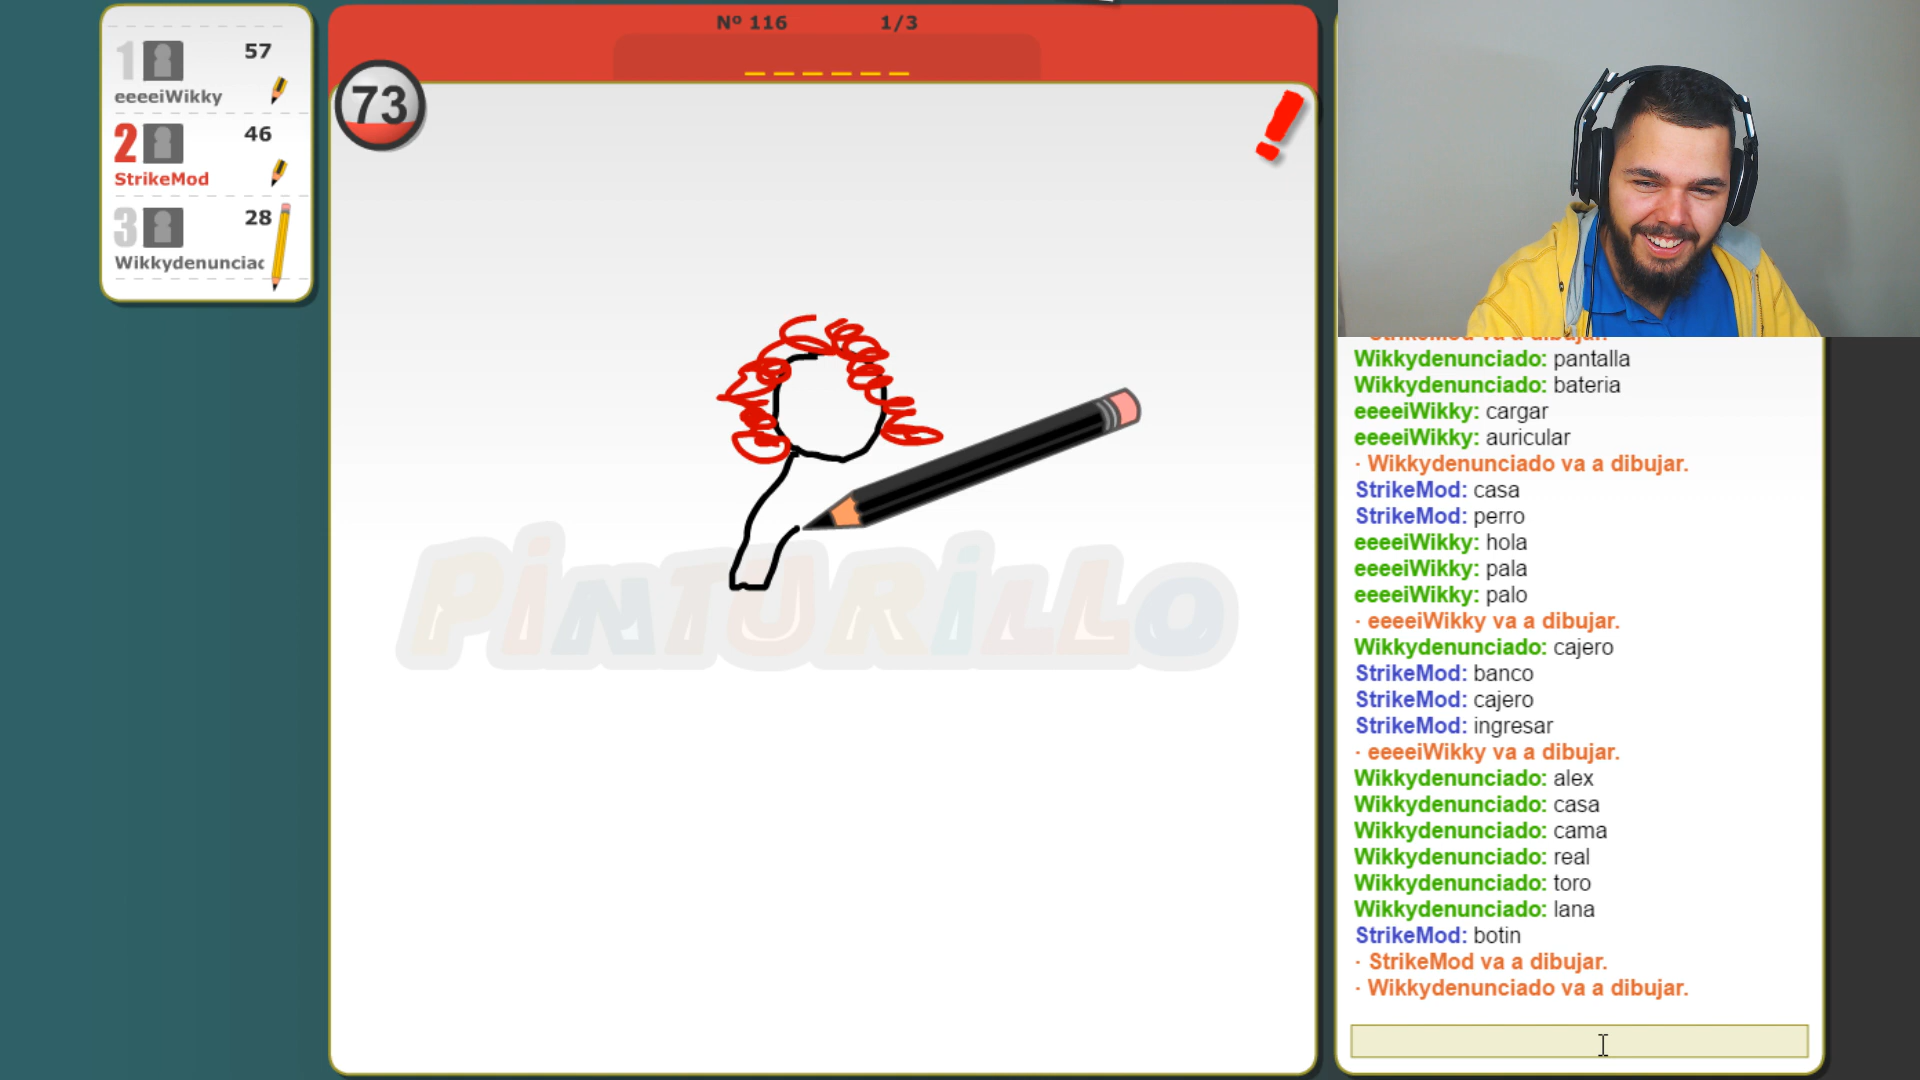 Nº 116 1/3
73
1 57
eeeeiWikky
2 46
StrikeMod
3 28
Wikkydenunciac
PINTURILLO
Wikkydenunciado: pantalla
Wikkydenunciado: bateria
eeeeiWikky: cargar
eeeeiWikky: auricular
· Wikkydenunciado va a dibujar.
StrikeMod: casa
StrikeMod: perro
eeeeiWikky: hola
eeeeiWikky: pala
eeeeiWikky: palo
· eeeeiWikky va a dibujar.
Wikkydenunciado: cajero
StrikeMod: banco
StrikeMod: cajero
StrikeMod: ingresar
· eeeeiWikky va a dibujar.
Wikkydenunciado: alex
Wikkydenunciado: casa
Wikkydenunciado: cama
Wikkydenunciado: real
Wikkydenunciado: toro
Wikkydenunciado: lana
StrikeMod: botin
· StrikeMod va a dibujar.
· Wikkydenunciado va a dibujar.